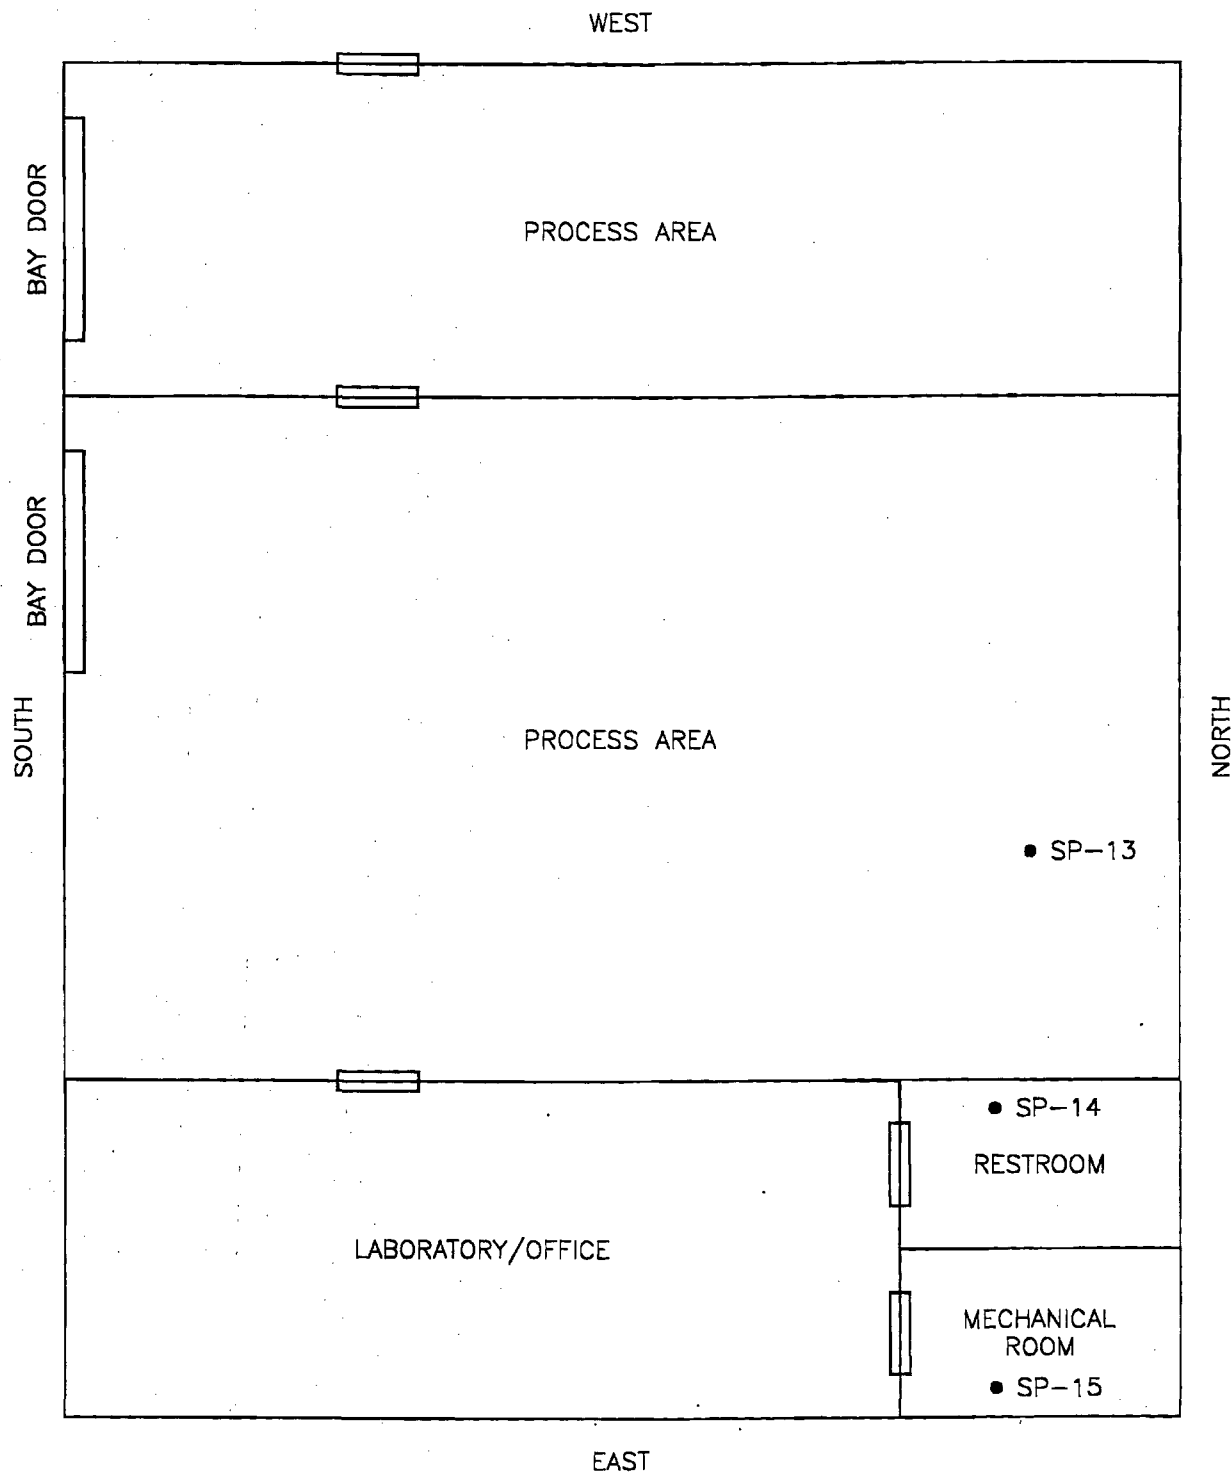 WEST
BAY DOOR
PROCESS AREA
BAY DOOR
SOUTH
PROCESS AREA
NORTH
SP-13
SP-14
RESTROOM
LABORATORY/OFFICE
MECHANICAL
ROOM
SP-15
EAST